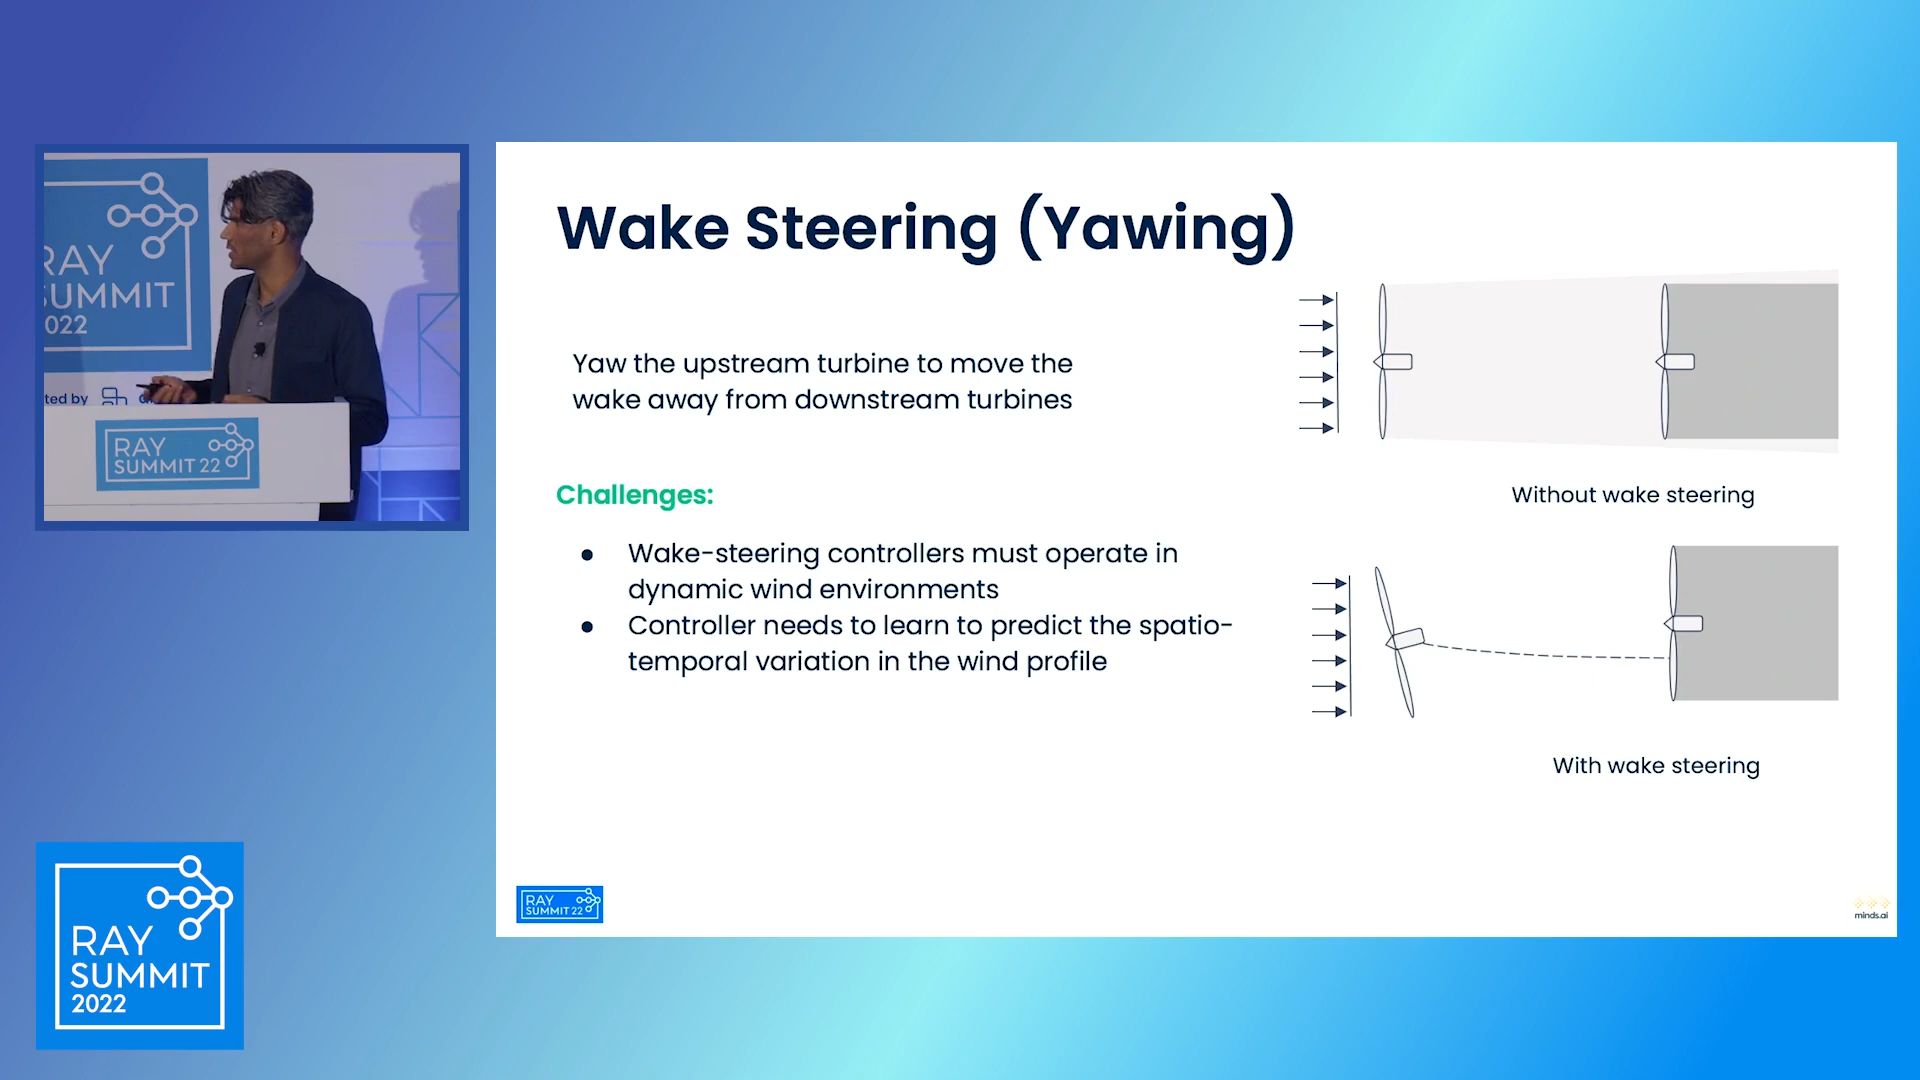 RAY
SUMMIT
2022
ted by
RAY
SUMMIT 22
Wake Steering (Yawing)
Yaw the upstream turbine to move the
wake away from downstream turbines
Challenges:
● Wake-steering controllers must operate in
dynamic wind environments
● Controller needs to learn to predict the spatio-
temporal variation in the wind profile
Without wake steering
With wake steering
RAY
SUMMIT 22
minds.ai
RAY
SUMMIT
2022